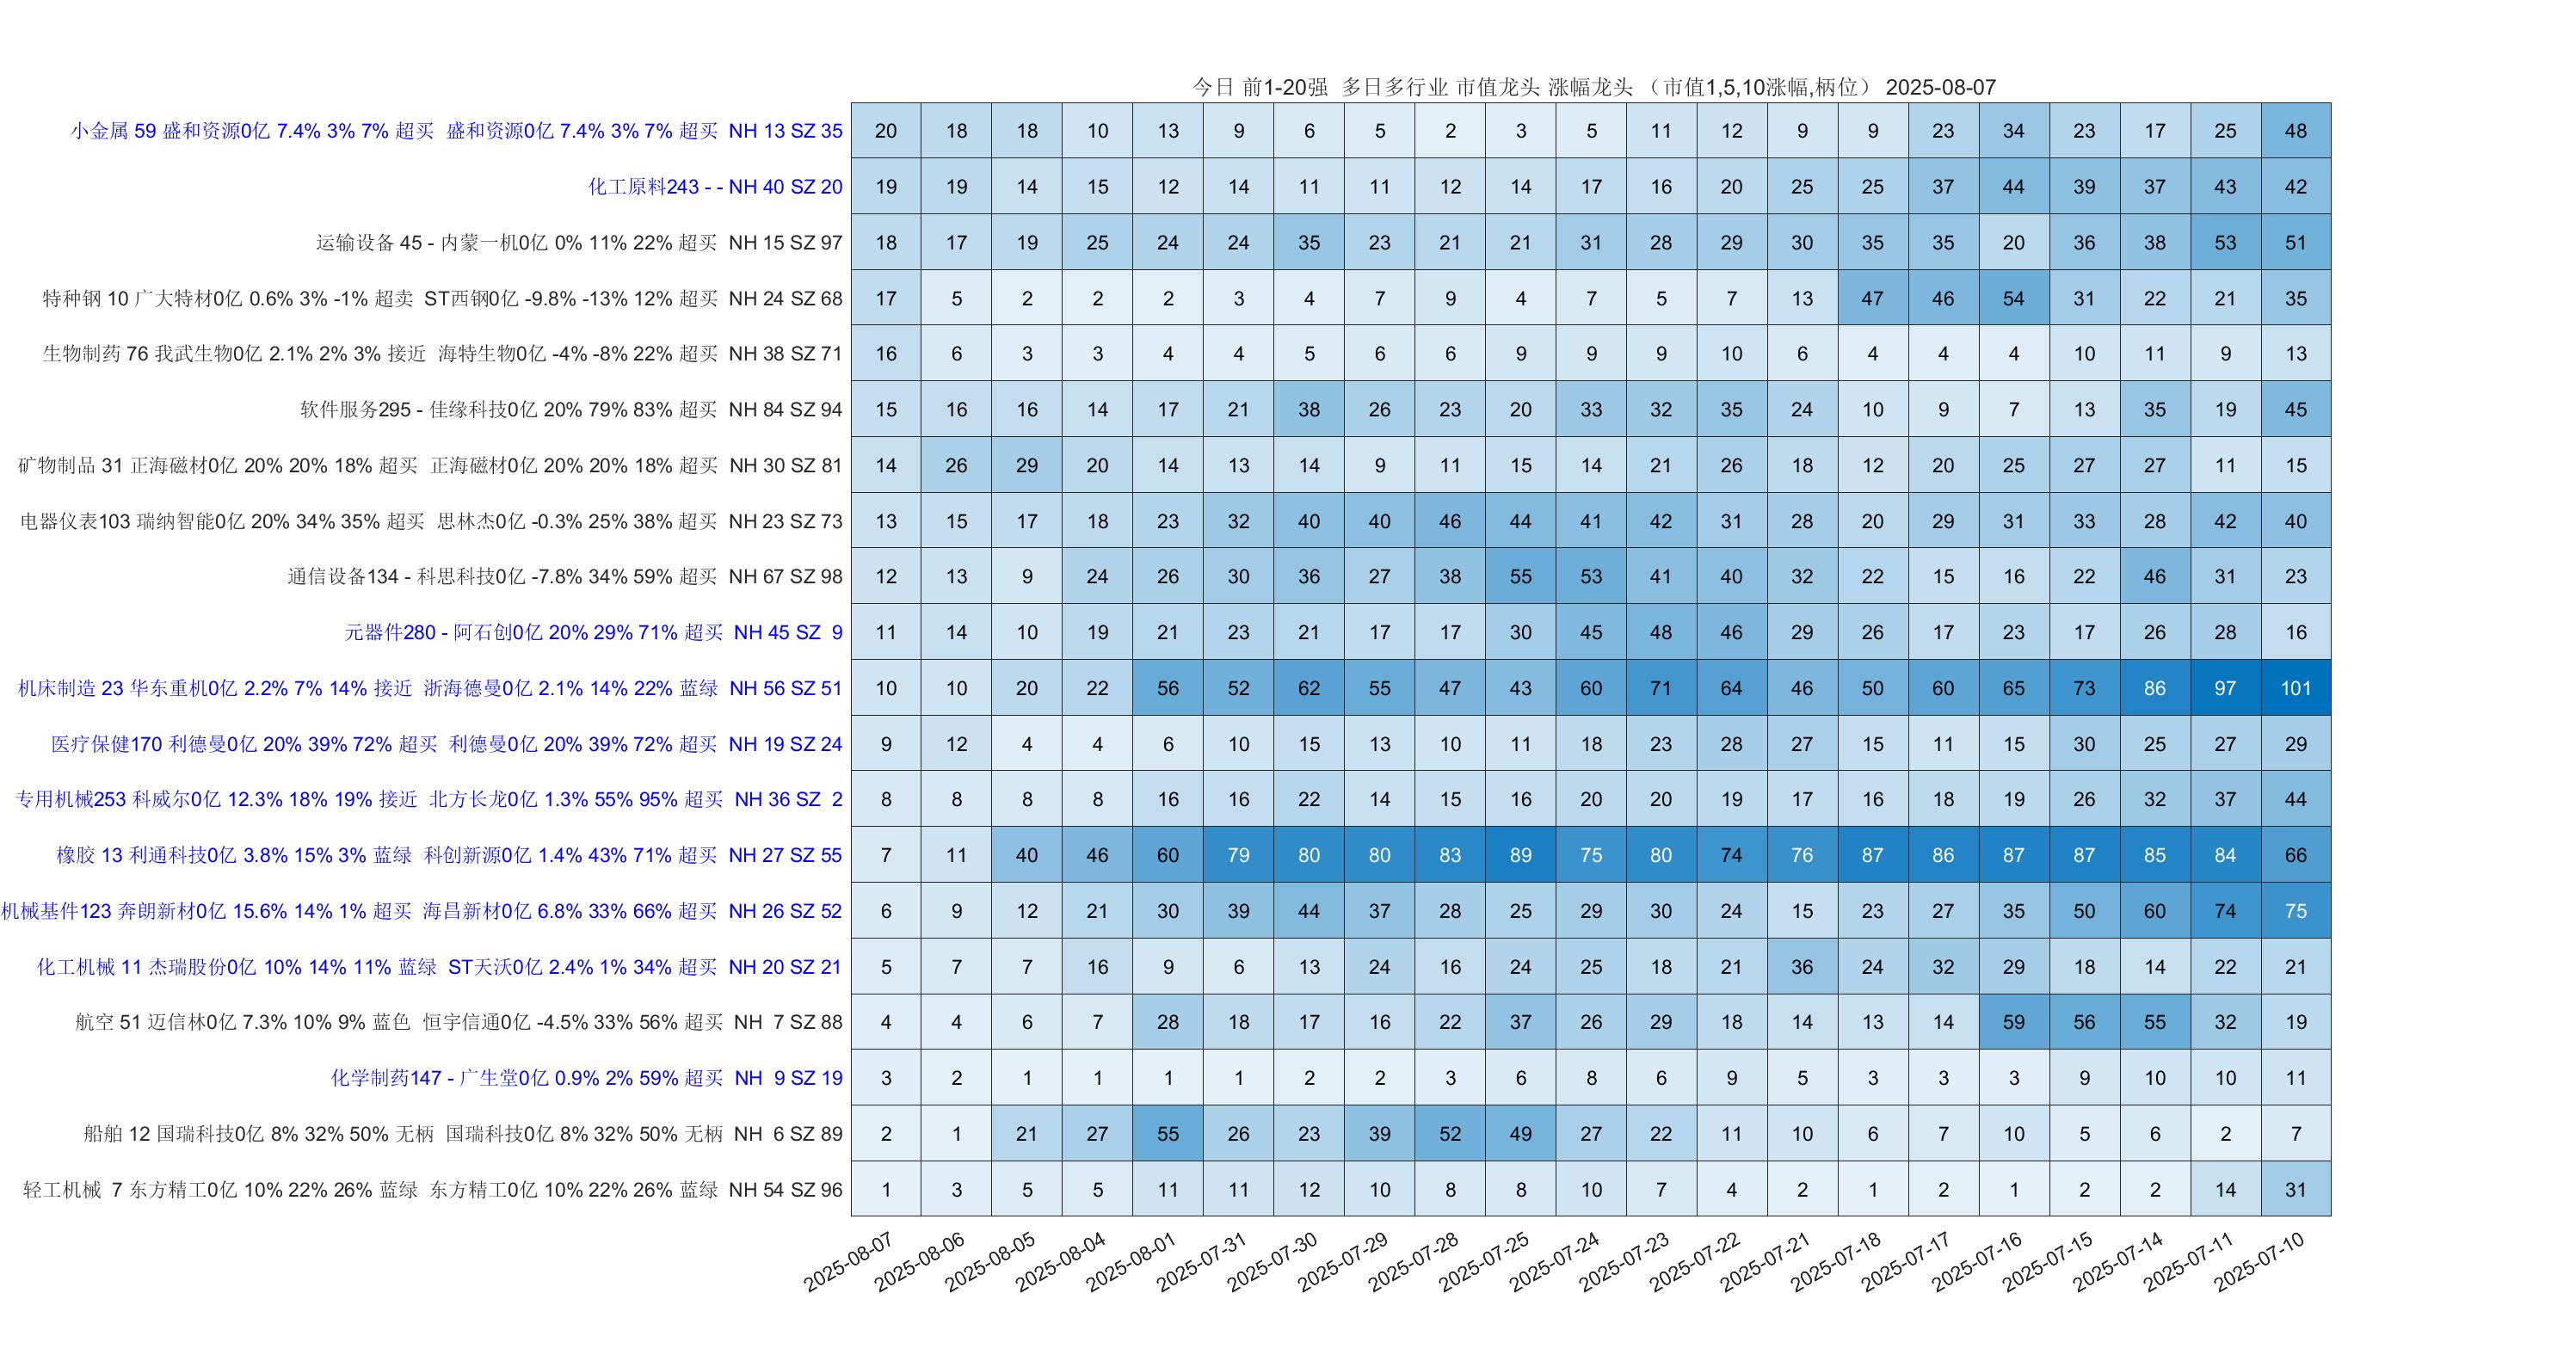 今日 前1-20强 多日多行业 市值龙头 涨幅龙头 （市值1,5,10涨幅,柄位） 2025-08-07
小金属 59 盛和资源0亿 7.4% 3% 7% 超买 盛和资源0亿 7.4% 3% 7% 超买 NH 13 SZ 35 20 18 18 10 13 9 6 5 2 3 5 11 12 9 9 23 34 23 17 25 48
化工原料243 - - NH 40 SZ 20 19 19 14 15 12 14 11 11 12 14 17 16 20 25 25 37 44 39 37 43 42
运输设备 45 - 内蒙一机0亿 0% 11% 22% 超买 NH 15 SZ 97 18 17 19 25 24 24 35 23 21 21 31 28 29 30 35 35 20 36 38 53 51
特种钢 10 广大特材0亿 0.6% 3% -1% 超卖 ST西钢0亿 -9.8% -13% 12% 超买 NH 24 SZ 68 17 5 2 2 2 3 4 7 9 4 7 5 7 13 47 46 54 31 22 21 35
生物制药 76 我武生物0亿 2.1% 2% 3% 接近 海特生物0亿 -4% -8% 22% 超买 NH 38 SZ 71 16 6 3 3 4 4 5 6 6 9 9 9 10 6 4 4 4 10 11 9 13
软件服务295 - 佳缘科技0亿 20% 79% 83% 超买 NH 84 SZ 94 15 16 16 14 17 21 38 26 23 20 33 32 35 24 10 9 7 13 35 19 45
矿物制品 31 正海磁材0亿 20% 20% 18% 超买 正海磁材0亿 20% 20% 18% 超买 NH 30 SZ 81 14 26 29 20 14 13 14 9 11 15 14 21 26 18 12 20 25 27 27 11 15
电器仪表103 瑞纳智能0亿 20% 34% 35% 超买 思林杰0亿 -0.3% 25% 38% 超买 NH 23 SZ 73 13 15 17 18 23 32 40 40 46 44 41 42 31 28 20 29 31 33 28 42 40
通信设备134 - 科思科技0亿 -7.8% 34% 59% 超买 NH 67 SZ 98 12 13 9 24 26 30 36 27 38 55 53 41 40 32 22 15 16 22 46 31 23
元器件280 - 阿石创0亿 20% 29% 71% 超买 NH 45 SZ 9 11 14 10 19 21 23 21 17 17 30 45 48 46 29 26 17 23 17 26 28 16
机床制造 23 华东重机0亿 2.2% 7% 14% 接近 浙海德曼0亿 2.1% 14% 22% 蓝绿 NH 56 SZ 51 10 10 20 22 56 52 62 55 47 43 60 71 64 46 50 60 65 73 86 97 101
医疗保健170 利德曼0亿 20% 39% 72% 超买 利德曼0亿 20% 39% 72% 超买 NH 19 SZ 24 9 12 4 4 6 10 15 13 10 11 18 23 28 27 15 11 15 30 25 27 29
专用机械253 科威尔0亿 12.3% 18% 19% 接近 北方长龙0亿 1.3% 55% 95% 超买 NH 36 SZ 2 8 8 8 8 16 16 22 14 15 16 20 20 19 17 16 18 19 26 32 37 44
橡胶 13 利通科技0亿 3.8% 15% 3% 蓝绿 科创新源0亿 1.4% 43% 71% 超买 NH 27 SZ 55 7 11 40 46 60 79 80 80 83 89 75 80 74 76 87 86 87 87 85 84 66
机械基件123 奔朗新材0亿 15.6% 14% 1% 超买 海昌新材0亿 6.8% 33% 66% 超买 NH 26 SZ 52 6 9 12 21 30 39 44 37 28 25 29 30 24 15 23 27 35 50 60 74 75
化工机械 11 杰瑞股份0亿 10% 14% 11% 蓝绿 ST天沃0亿 2.4% 1% 34% 超买 NH 20 SZ 21 5 7 7 16 9 6 13 24 16 24 25 18 21 36 24 32 29 18 14 22 21
航空 51 迈信林0亿 7.3% 10% 9% 蓝色 恒宇信通0亿 -4.5% 33% 56% 超买 NH 7 SZ 88 4 4 6 7 28 18 17 16 22 37 26 29 18 14 13 14 59 56 55 32 19
化学制药147 - 广生堂0亿 0.9% 2% 59% 超买 NH 9 SZ 19 3 2 1 1 1 1 2 2 3 6 8 6 9 5 3 3 3 9 10 10 11
船舶 12 国瑞科技0亿 8% 32% 50% 无柄 国瑞科技0亿 8% 32% 50% 无柄 NH 6 SZ 89 2 1 21 27 55 26 23 39 52 49 27 22 11 10 6 7 10 5 6 2 7
轻工机械 7 东方精工0亿 10% 22% 26% 蓝绿 东方精工0亿 10% 22% 26% 蓝绿 NH 54 SZ 96 1 3 5 5 11 11 12 10 8 8 10 7 4 2 1 2 1 2 2 14 31
2025-08-07 2025-08-06 2025-08-05 2025-08-04 2025-08-01 2025-07-31 2025-07-30 2025-07-29 2025-07-28 2025-07-25 2025-07-24 2025-07-23 2025-07-22 2025-07-21 2025-07-18 2025-07-17 2025-07-16 2025-07-15 2025-07-14 2025-07-11 2025-07-10